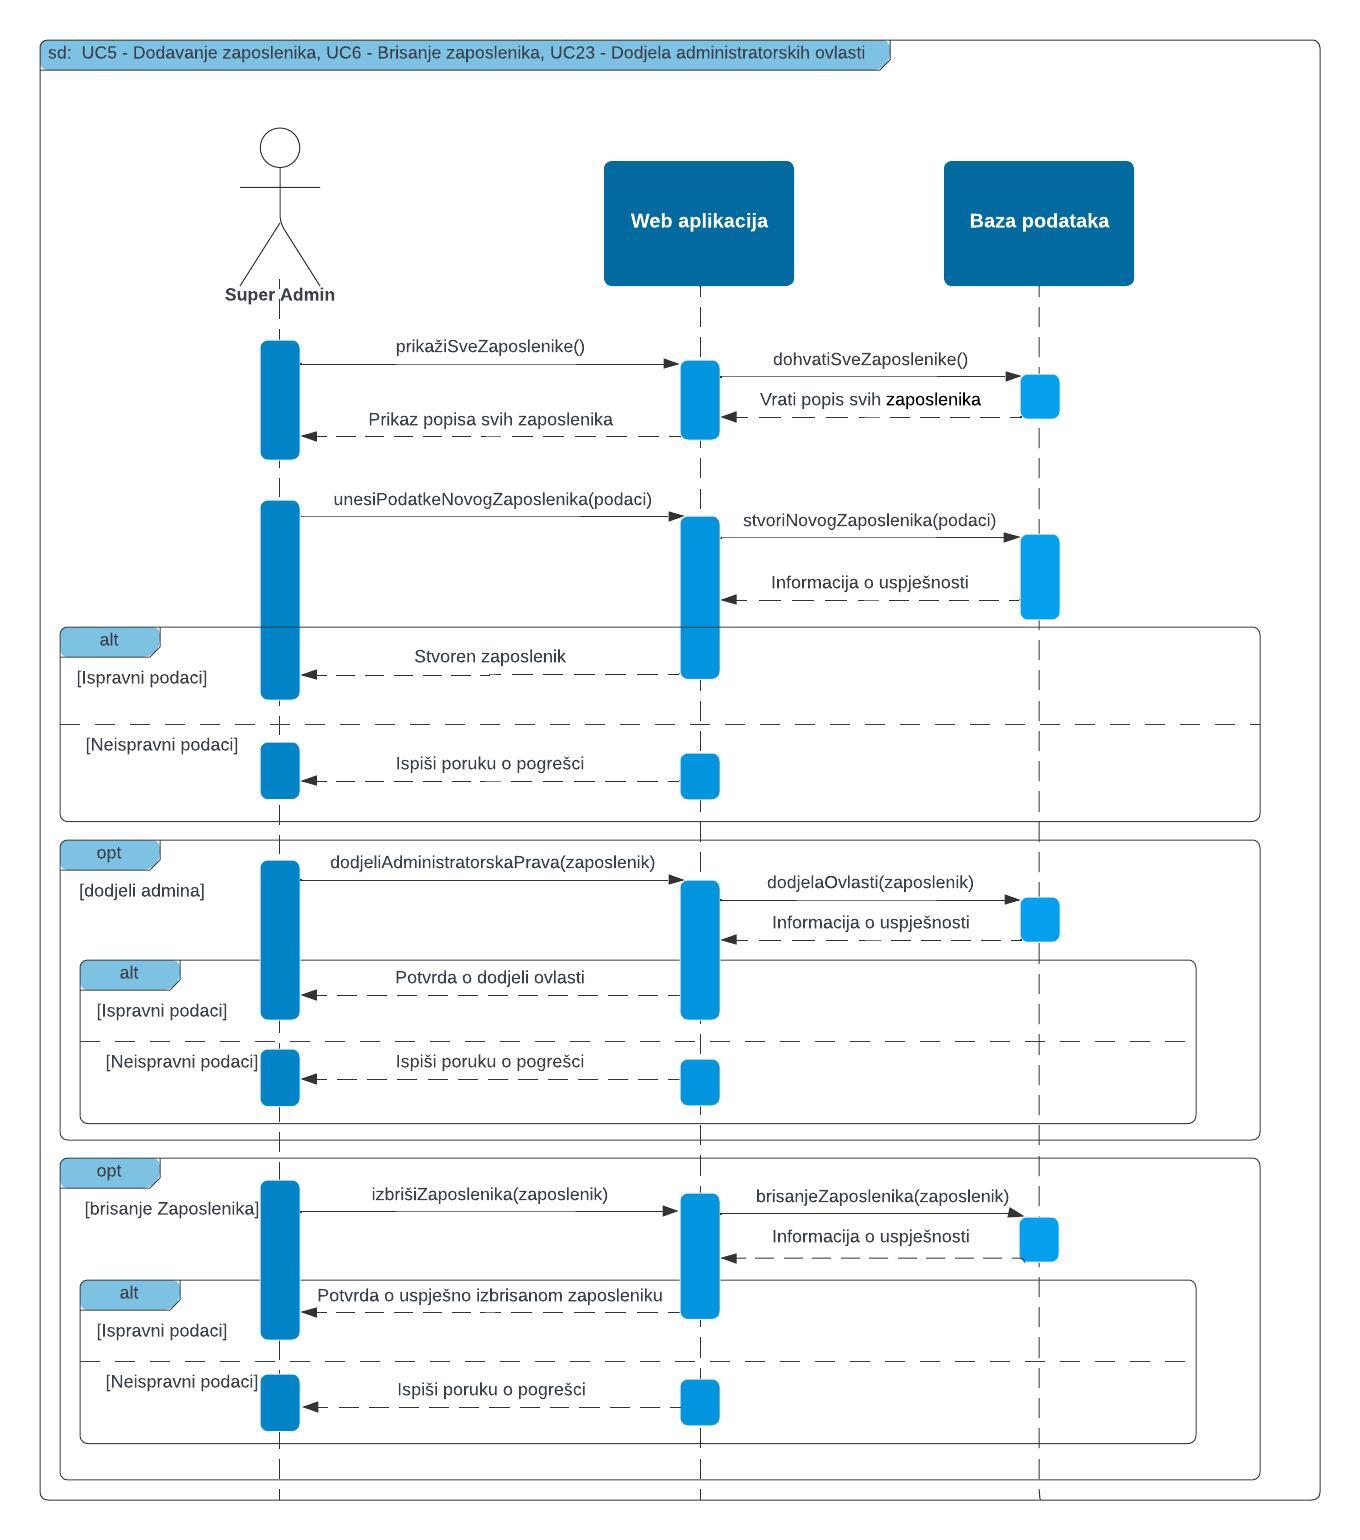 sd:  UC5 - Dodavanje zaposlenika, UC6 - Brisanje zaposlenika, UC23 - Dodjela administratorskih ovlasti
Web aplikacija
Baza podataka
Super Admin
prikažiSveZaposlenike()
dohvatiSveZaposlenike()
Vrati popis svih zaposlenika
Prikaz popisa svih zaposlenika
unesiPodatkeNovogZaposlenika(podaci)
stvoriNovogZaposlenika(podaci)
Informacija o uspješnosti
alt
Stvoren zaposlenik
[Ispravni podaci]
[Neispravni podaci]
Ispiši poruku o pogrešci
opt
dodjeliAdministratorskaPrava(zaposlenik)
dodjelaOvlasti(zaposlenik)
[dodjeli admina]
Informacija o uspješnosti
alt
Potvrda o dodjeli ovlasti
[Ispravni podaci]
[Neispravni podaci]
Ispiši poruku o pogrešci
opt
izbrišiZaposlenika(zaposlenik)
brisanjeZaposlenika(zaposlenik)
[brisanje Zaposlenika]
Informacija o uspješnosti
alt
Potvrda o uspješno izbrisanom zaposleniku
[Ispravni podaci]
[Neispravni podaci]
Ispiši poruku o pogrešci